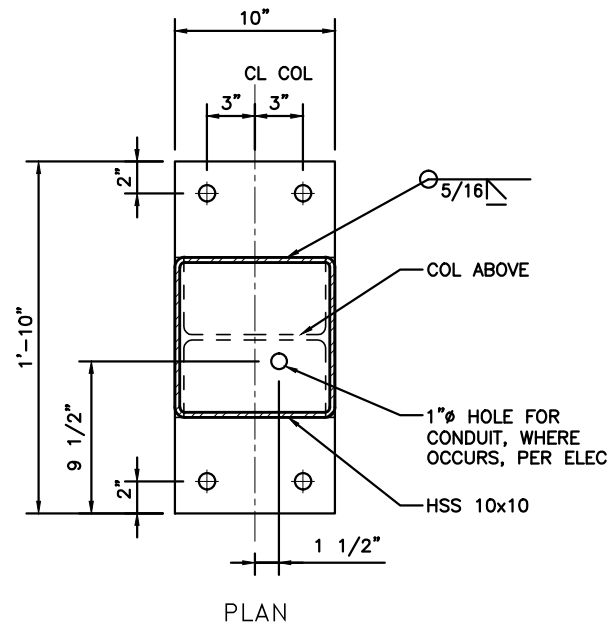 10"
CL COL
3" 3"
2"
5/16
COL ABOVE
1'-10"
9 1/2"
1"ø HOLE FOR
CONDUIT, WHERE
OCCURS, PER ELEC
2"
HSS 10x10
1 1/2"
PLAN